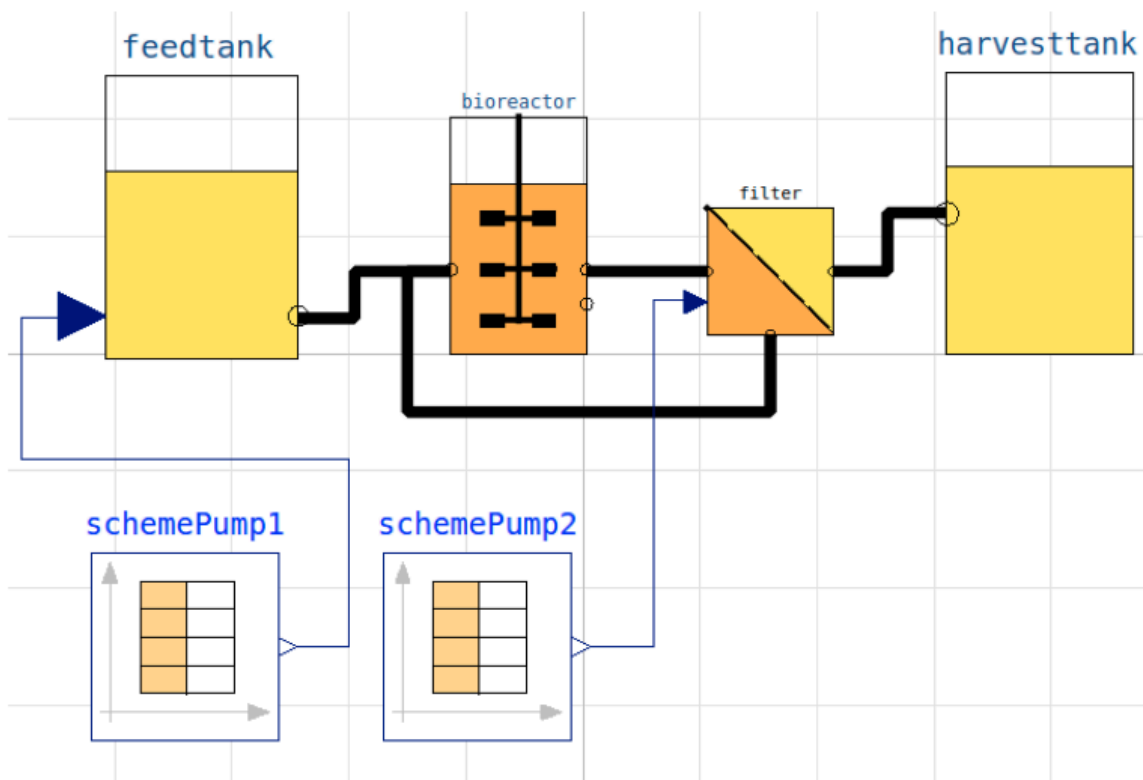 feedtank
harvesttank
bioreactor
filter
schemePump1
schemePump2